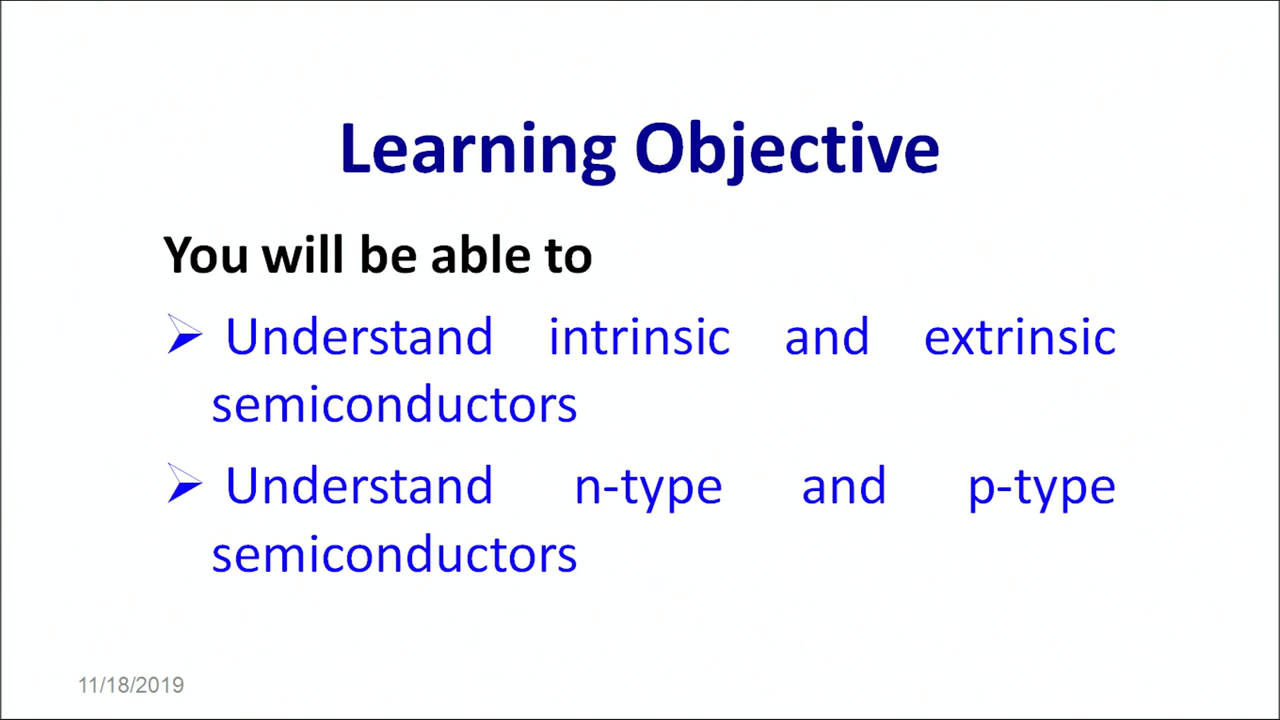 Learning Objective
You will be able to
➢ Understand intrinsic and extrinsic
semiconductors
➢ Understand n-type and p-type
semiconductors
11/18/2019